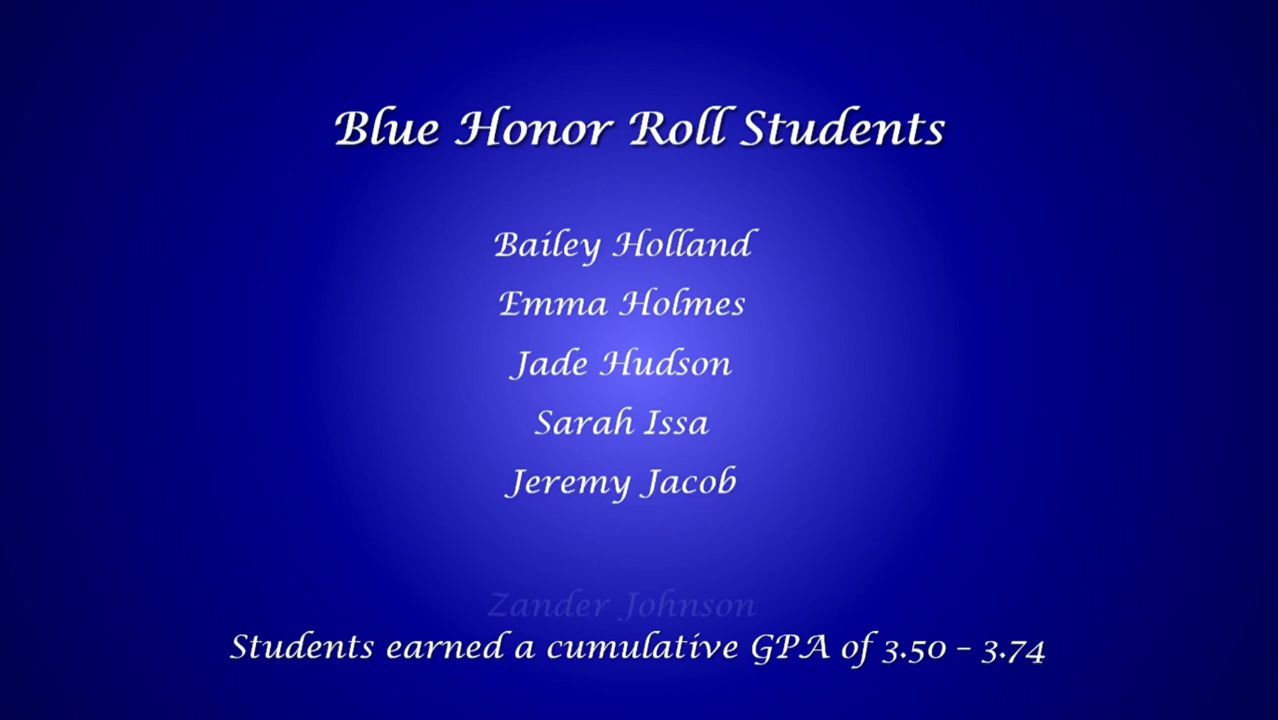 Blue Honor Roll Students
Bailey Holland
Emma Holmes
Jade Hudson
Sarah Issa
Jeremy Jacob
Zander Johnson
Students earned a cumulative GPA of 3.50 – 3.74